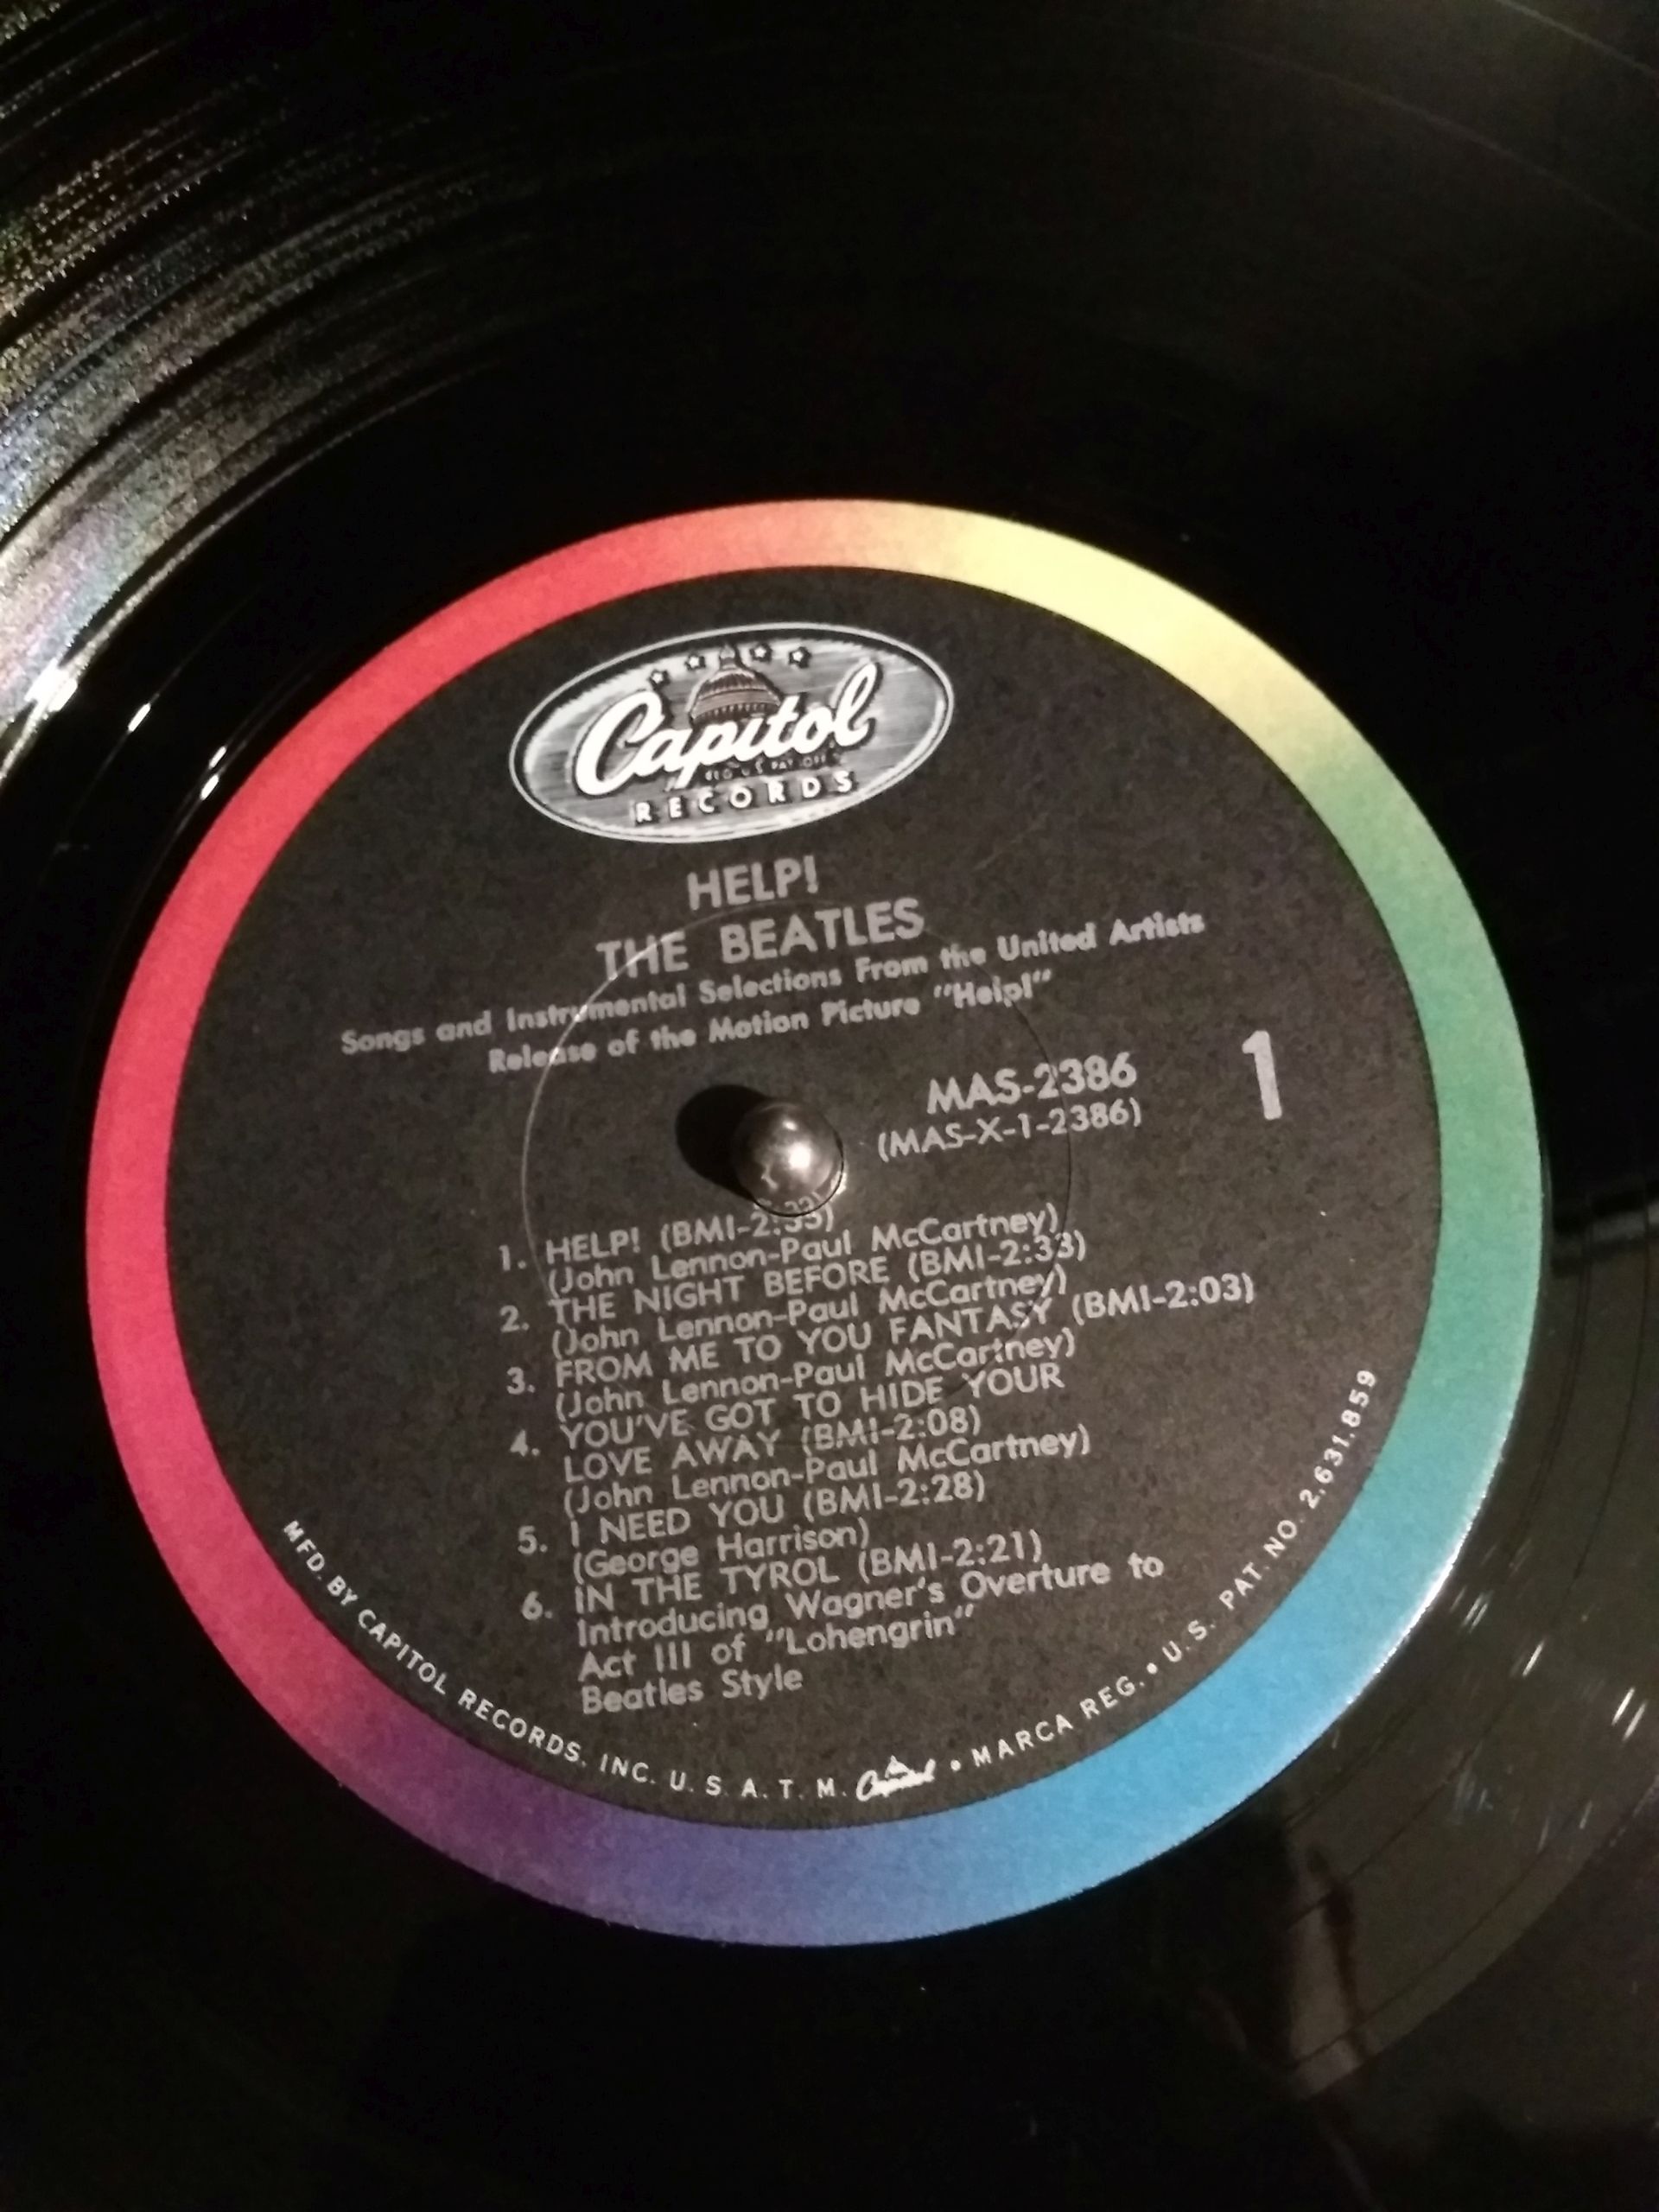 Capitol
RECORDS
HELP!
THE BEATLES
Songs and Instrumental Selections From the United Artists
Release of the Motion Picture "Help!"
MAS-2386
(MAS-X-1-2386)
1
1. HELP! (BMI-2:33)
(John Lennon-Paul McCartney)
2. THE NIGHT BEFORE (BMI-2:33)
(John Lennon-Paul McCartney)
3. FROM ME TO YOU FANTASY (BMI-2:03)
(John Lennon-Paul McCartney)
4. YOU'VE GOT TO HIDE YOUR
LOVE AWAY (BMI-2:08)
(John Lennon-Paul McCartney)
5. I NEED YOU (BMI-2:28)
(George Harrison)
6. IN THE TYROL (BMI-2:21)
Introducing Wagner's Overture to
Act III of "Lohengrin"
Beatles Style
MFD. BY CAPITOL RECORDS, INC. U. S. A. T. M. Capitol • MARCA REG. • U. S. PAT. NO. 2,631,859